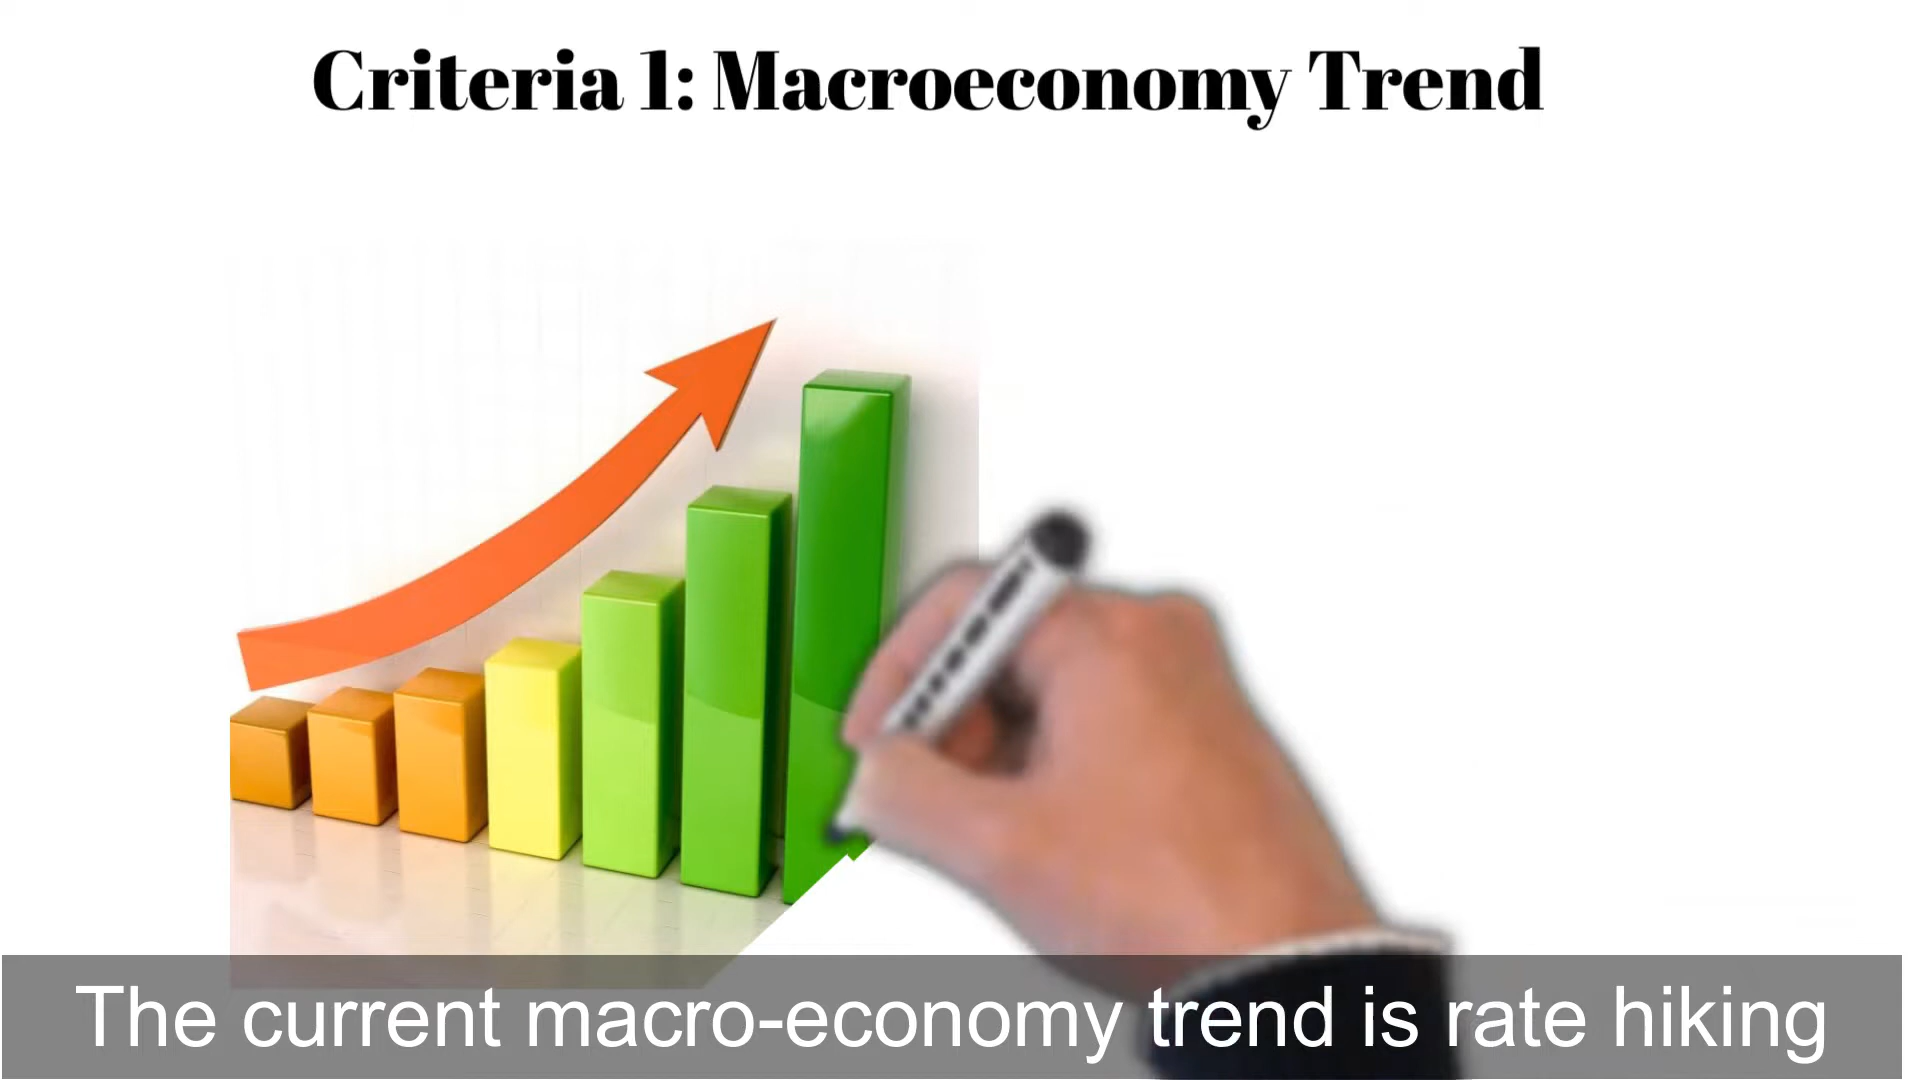 Criteria 1: Macroeconomy Trend
The current macro-economy trend is rate hiking